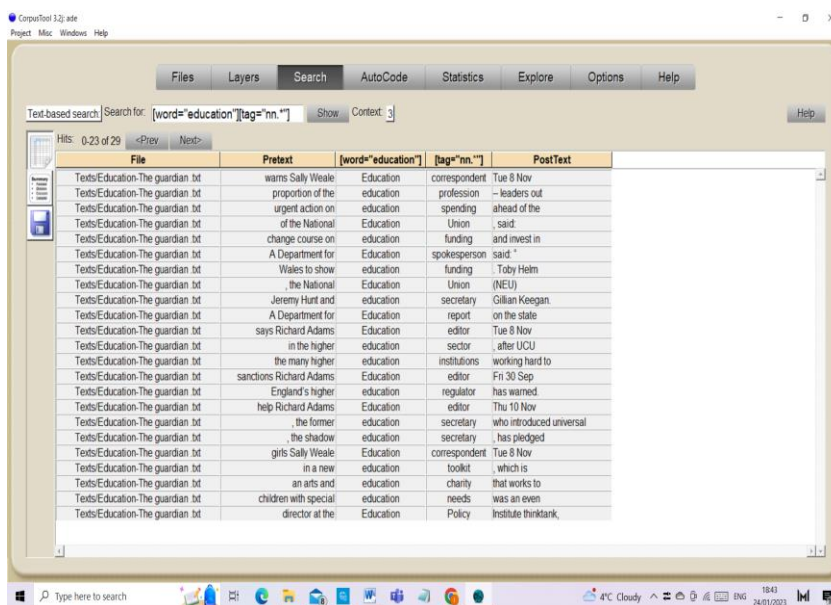 CorpusTool 3.2j: ade
Project Misc Windows Help
Files Layers Search AutoCode Statistics Explore Options Help
Text-based search: Search for: [word="education"][tag="nn.*"] Show Context: 3 Help
Hits: 0-23 of 29 <Prev Next>
File Pretext [word="education"] [tag="nn.*"] PostText
Texts/Education-The guardian .txt warns Sally Weale Education correspondent Tue 8 Nov
Texts/Education-The guardian .txt proportion of the education profession – leaders out
Texts/Education-The guardian .txt urgent action on education spending ahead of the
Texts/Education-The guardian .txt of the National Education Union , said:
Texts/Education-The guardian .txt change course on education funding and invest in
Texts/Education-The guardian .txt A Department for Education spokesperson said: "
Texts/Education-The guardian .txt Wales to show education funding . Toby Helm
Texts/Education-The guardian .txt , the National Education Union (NEU)
Texts/Education-The guardian .txt Jeremy Hunt and education secretary Gillian Keegan.
Texts/Education-The guardian .txt A Department for Education report on the state
Texts/Education-The guardian .txt says Richard Adams Education editor Tue 8 Nov
Texts/Education-The guardian .txt in the higher education sector , after UCU
Texts/Education-The guardian .txt the many higher education institutions working hard to
Texts/Education-The guardian .txt sanctions Richard Adams Education editor Fri 30 Sep
Texts/Education-The guardian .txt England's higher education regulator has warned.
Texts/Education-The guardian .txt help Richard Adams Education editor Thu 10 Nov
Texts/Education-The guardian .txt , the former education secretary who introduced universal
Texts/Education-The guardian .txt , the shadow education secretary , has pledged
Texts/Education-The guardian .txt girls Sally Weale Education correspondent Tue 8 Nov
Texts/Education-The guardian .txt in a new education toolkit , which is
Texts/Education-The guardian .txt an arts and education charity that works to
Texts/Education-The guardian .txt children with special education needs was an even
Texts/Education-The guardian .txt director at the Education Policy Institute thinktank,
Type here to search 4°C Cloudy ENG 18:43
24/01/2023